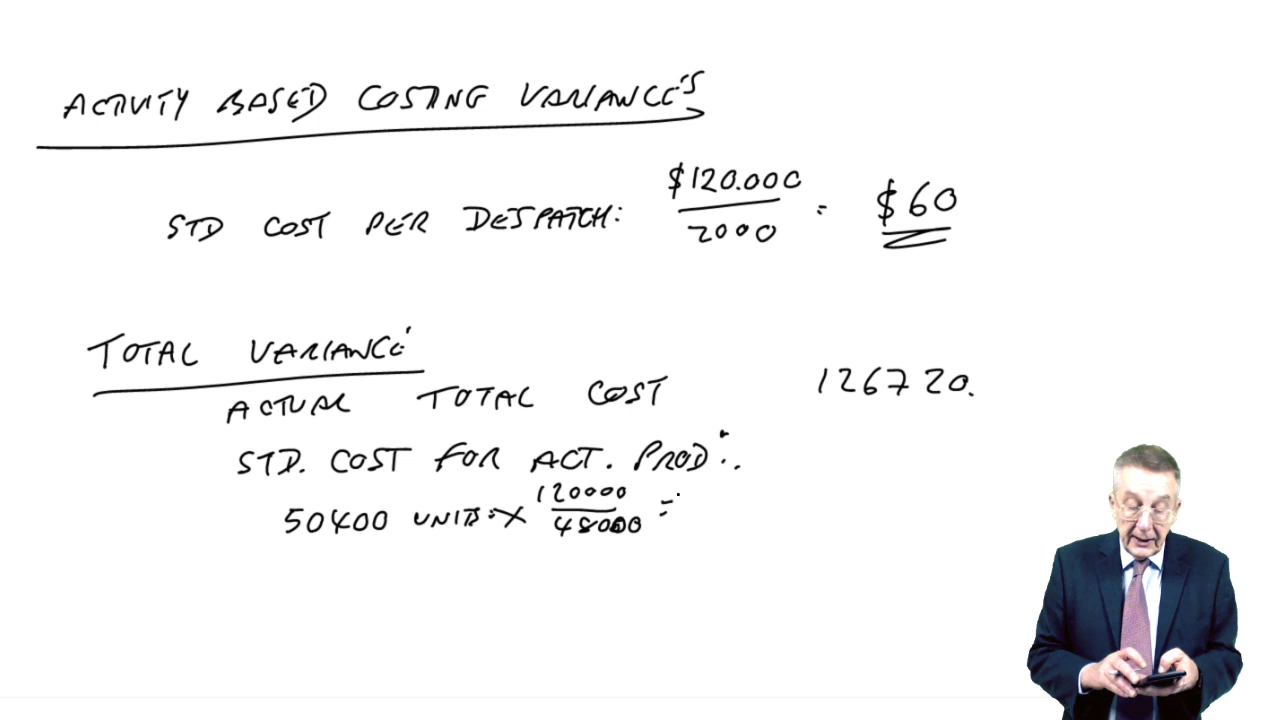 ACTIVITY BASED COSTING VARIANCES
STD COST PER DESPATCH: $120.000 / 2000 = $60
TOTAL VARIANCE:
ACTUAL TOTAL COST 126720.
STD. COST FOR ACT. PROD:.
50400 UNITS × 120000 / 48000 =